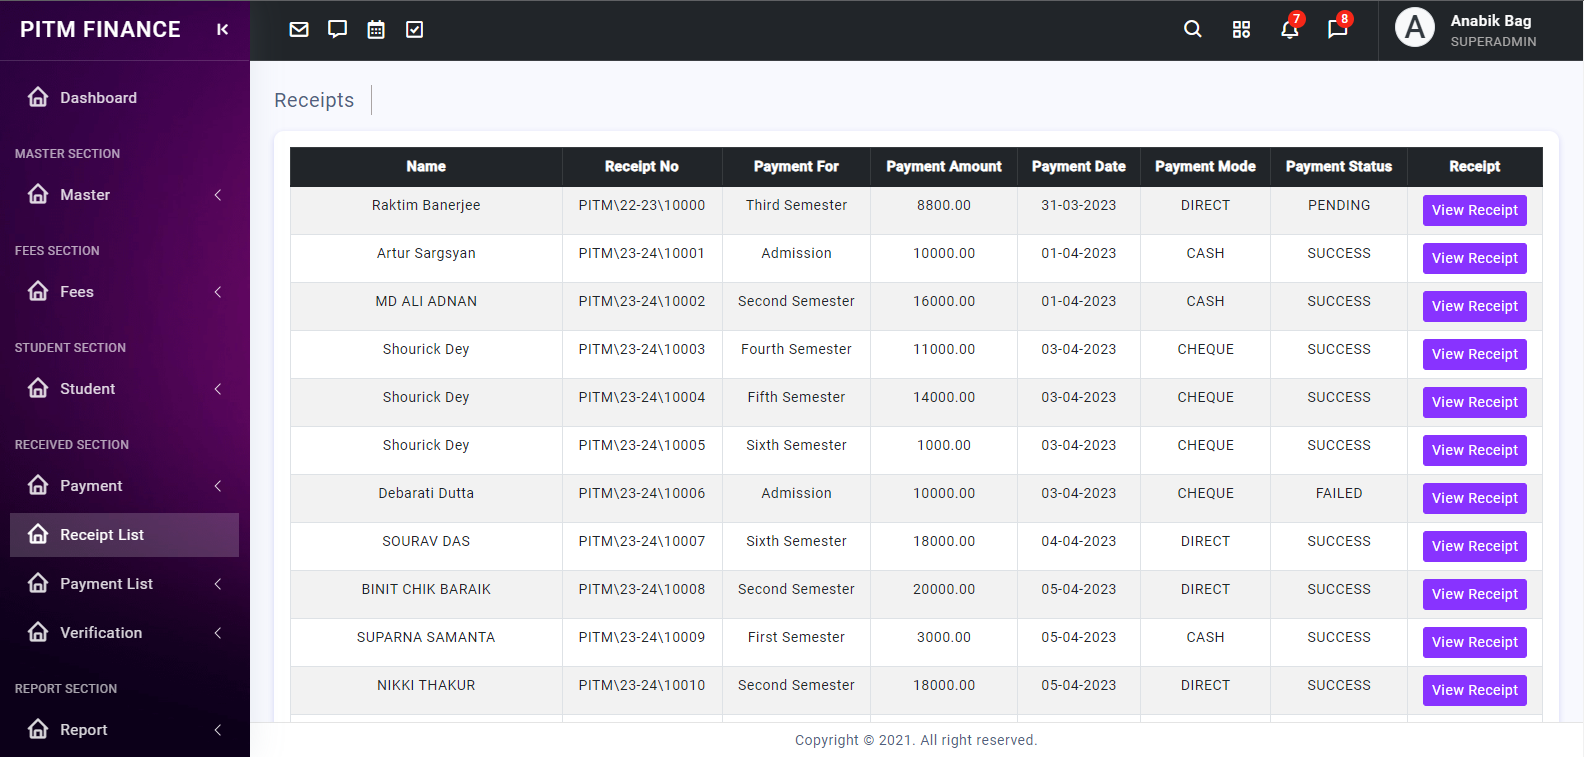 PITM FINANCE
7
8
A
Anabik Bag
SUPERADMIN
Dashboard
MASTER SECTION
Master
FEES SECTION
Fees
STUDENT SECTION
Student
RECEIVED SECTION
Payment
Receipt List
Payment List
Verification
REPORT SECTION
Report
Receipts
Name Receipt No Payment For Payment Amount Payment Date Payment Mode Payment Status Receipt
Raktim Banerjee PITM\22-23\10000 Third Semester 8800.00 31-03-2023 DIRECT PENDING View Receipt
Artur Sargsyan PITM\23-24\10001 Admission 10000.00 01-04-2023 CASH SUCCESS View Receipt
MD ALI ADNAN PITM\23-24\10002 Second Semester 16000.00 01-04-2023 CASH SUCCESS View Receipt
Shourick Dey PITM\23-24\10003 Fourth Semester 11000.00 03-04-2023 CHEQUE SUCCESS View Receipt
Shourick Dey PITM\23-24\10004 Fifth Semester 14000.00 03-04-2023 CHEQUE SUCCESS View Receipt
Shourick Dey PITM\23-24\10005 Sixth Semester 1000.00 03-04-2023 CHEQUE SUCCESS View Receipt
Debarati Dutta PITM\23-24\10006 Admission 10000.00 03-04-2023 CHEQUE FAILED View Receipt
SOURAV DAS PITM\23-24\10007 Sixth Semester 18000.00 04-04-2023 DIRECT SUCCESS View Receipt
BINIT CHIK BARAIK PITM\23-24\10008 Second Semester 20000.00 05-04-2023 DIRECT SUCCESS View Receipt
SUPARNA SAMANTA PITM\23-24\10009 First Semester 3000.00 05-04-2023 CASH SUCCESS View Receipt
NIKKI THAKUR PITM\23-24\10010 Second Semester 18000.00 05-04-2023 DIRECT SUCCESS View Receipt
Copyright © 2021. All right reserved.